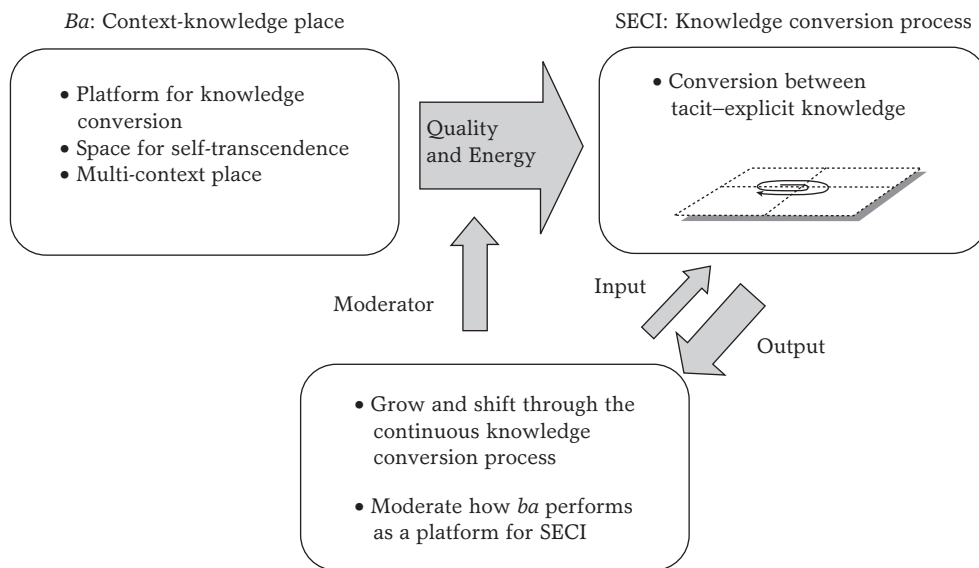 Ba: Context-knowledge place
SECI: Knowledge conversion process
• Platform for knowledge
conversion
• Space for self-transcendence
• Multi-context place
Quality
and Energy
• Conversion between
tacit–explicit knowledge
Moderator
Input
Output
• Grow and shift through the
continuous knowledge
conversion process
• Moderate how ba performs
as a platform for SECI